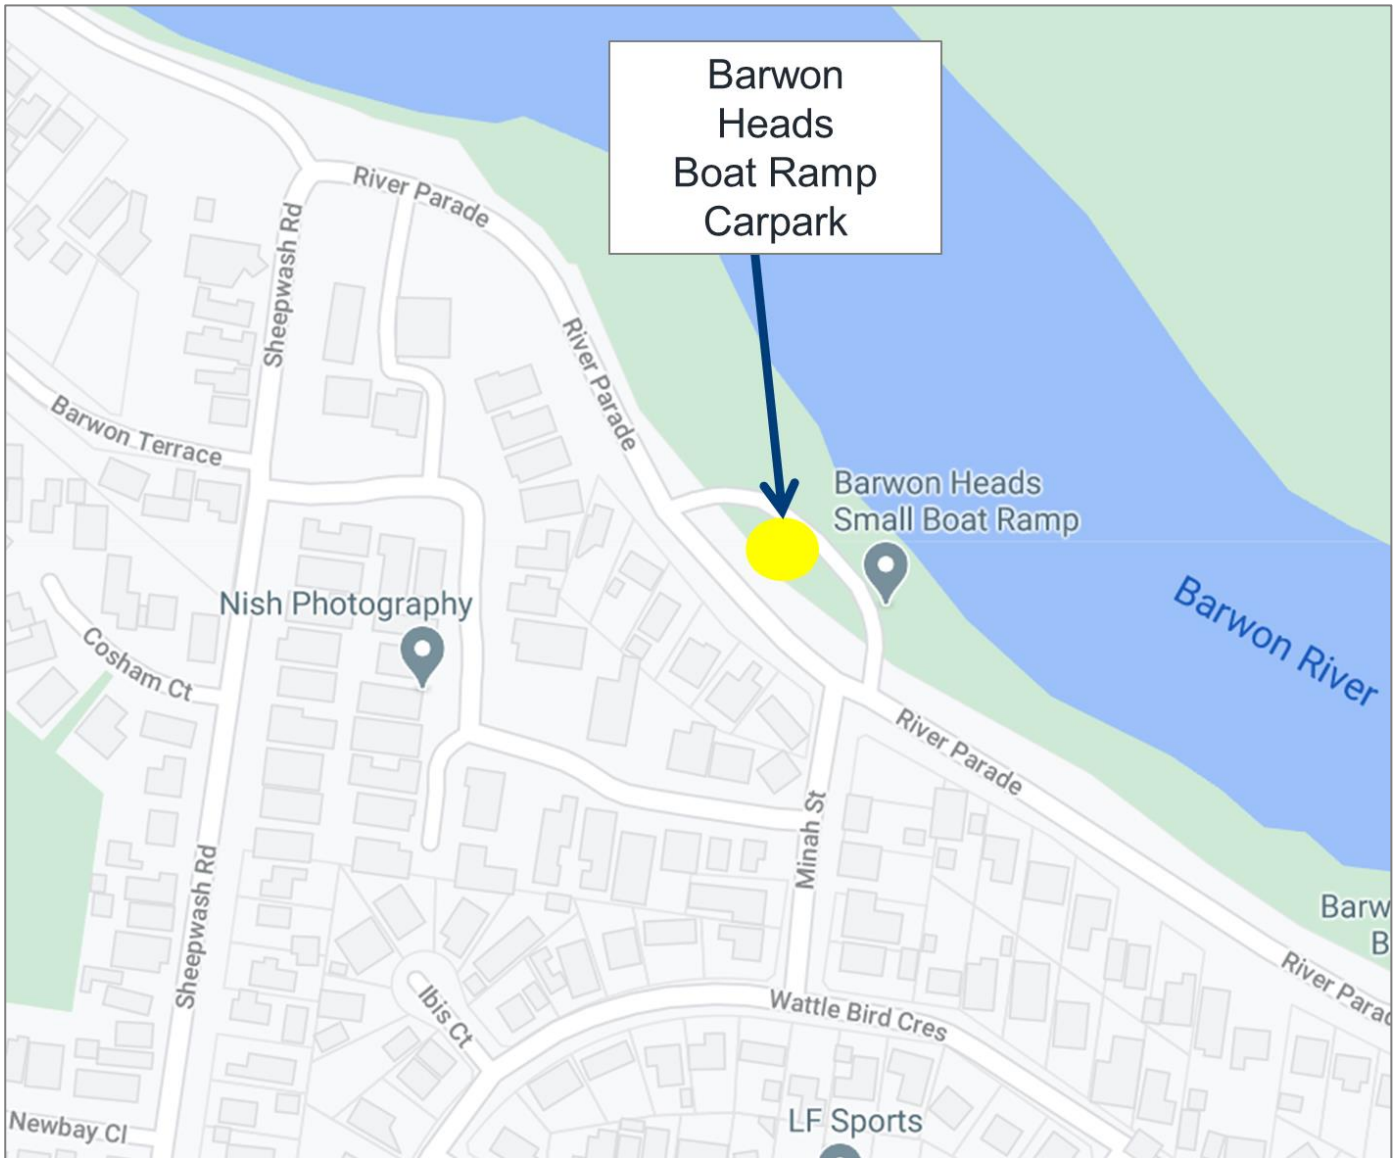 Barwon
Heads
Boat Ramp
Carpark
River Parade
Sheepwash Rd
River Parade
Barwon Terrace
Barwon Heads
Small Boat Ramp
Nish Photography
Barwon River
Cosham Ct
River Parade
Minah St
Sheepwash Rd
Barw
B
River Parad
Ibis Ct
Wattle Bird Cres
Newbay Cl
LF Sports